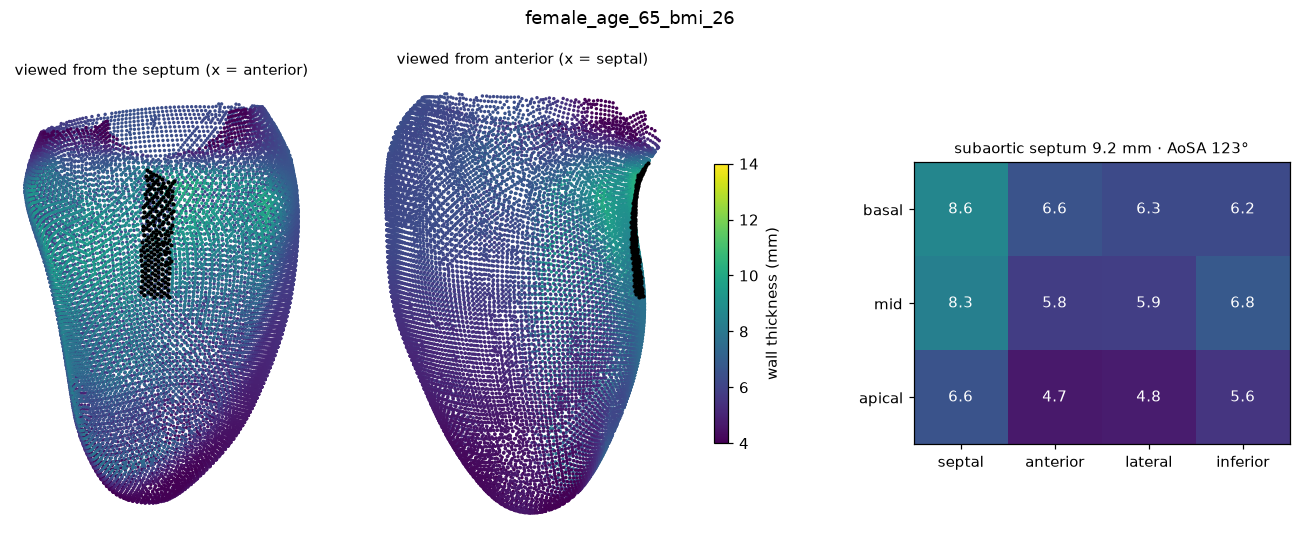 female_age_65_bmi_26
viewed from the septum (x = anterior)
viewed from anterior (x = septal)
14
12
10
8
6
4
wall thickness (mm)
subaortic septum 9.2 mm · AoSA 123°
basal 8.6 6.6 6.3 6.2
mid 8.3 5.8 5.9 6.8
apical 6.6 4.7 4.8 5.6
septal anterior lateral inferior